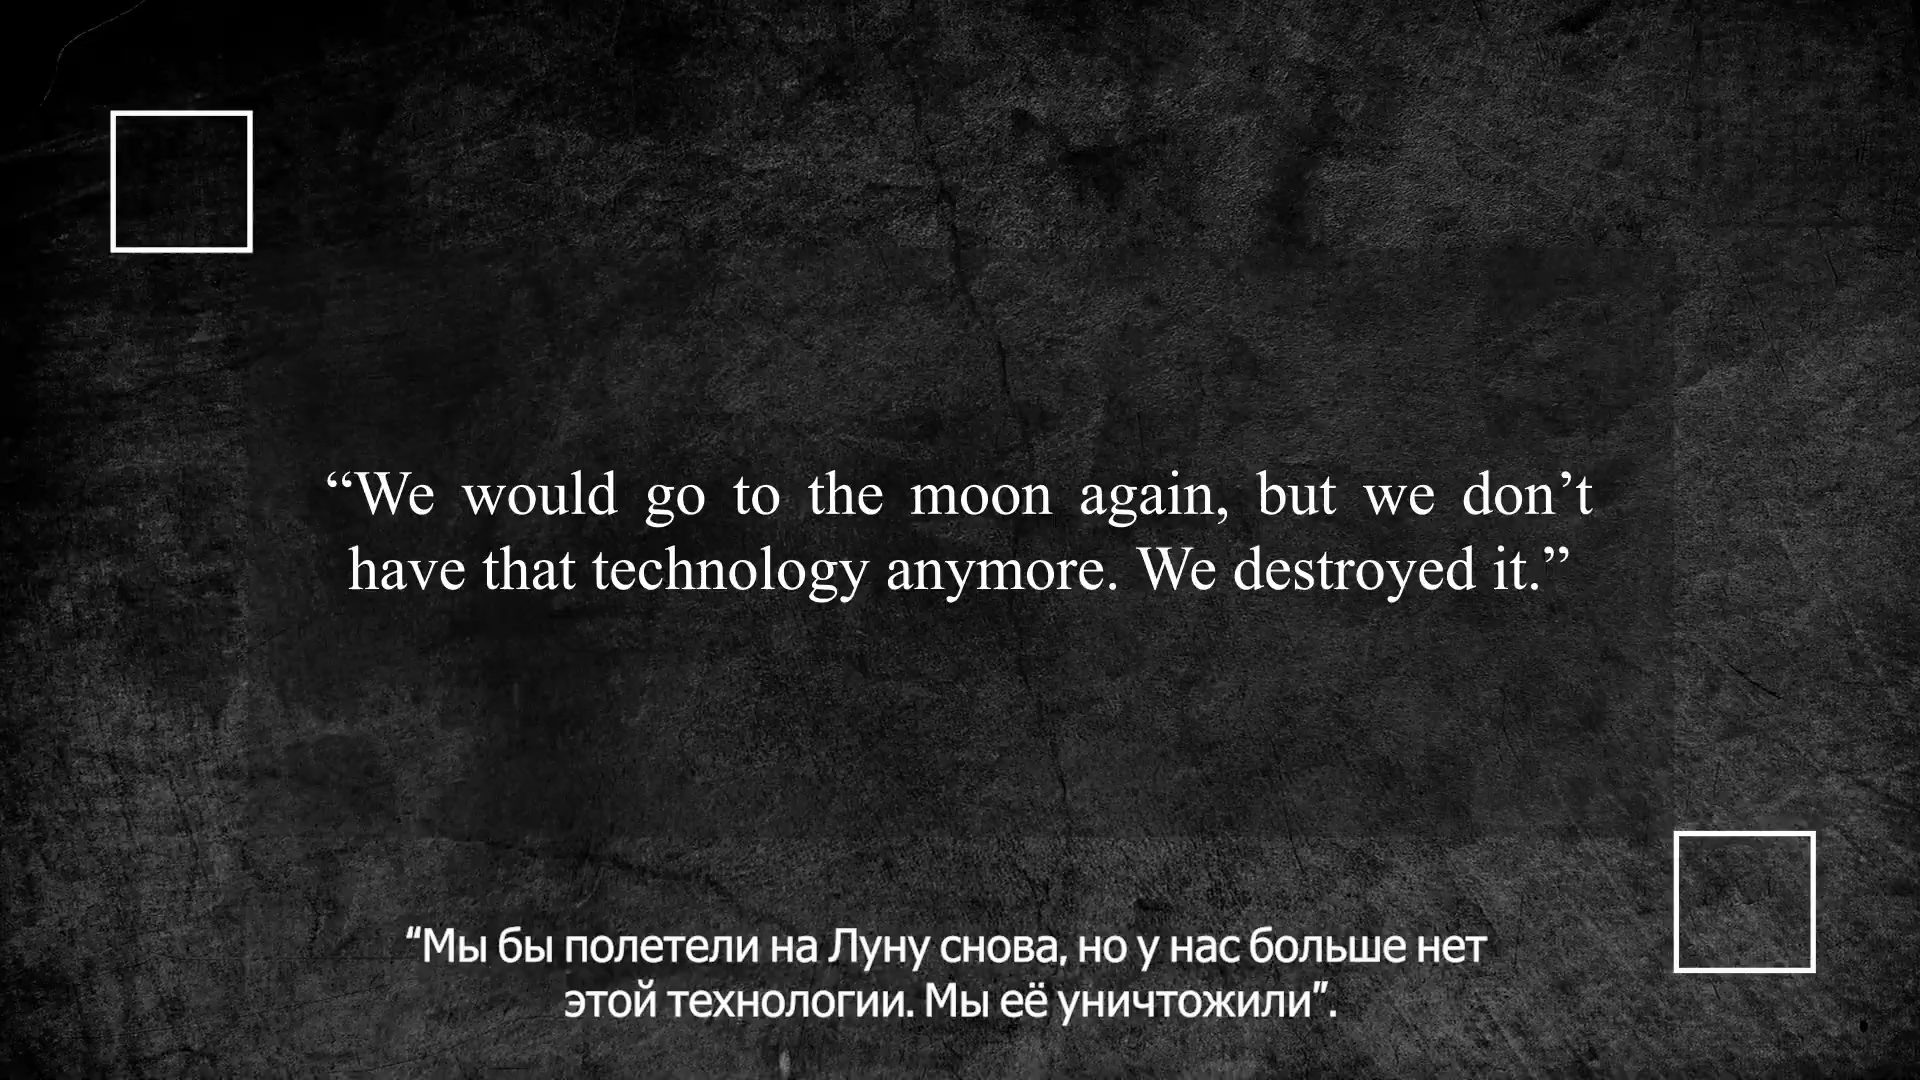 “We would go to the moon again, but we don’t
have that technology anymore. We destroyed it.”
“Мы бы полетели на Луну снова, но у нас больше нет
этой технологии. Мы её уничтожили”.